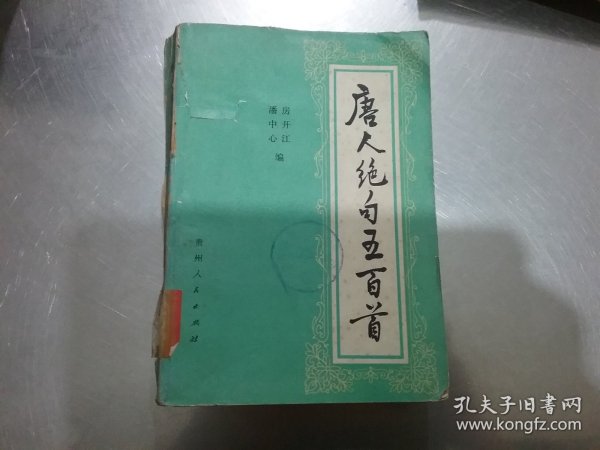 唐人绝句五百首
房开江
潘中心
编
贵州人民出版社
孔夫子旧书网
www.kongfz.com